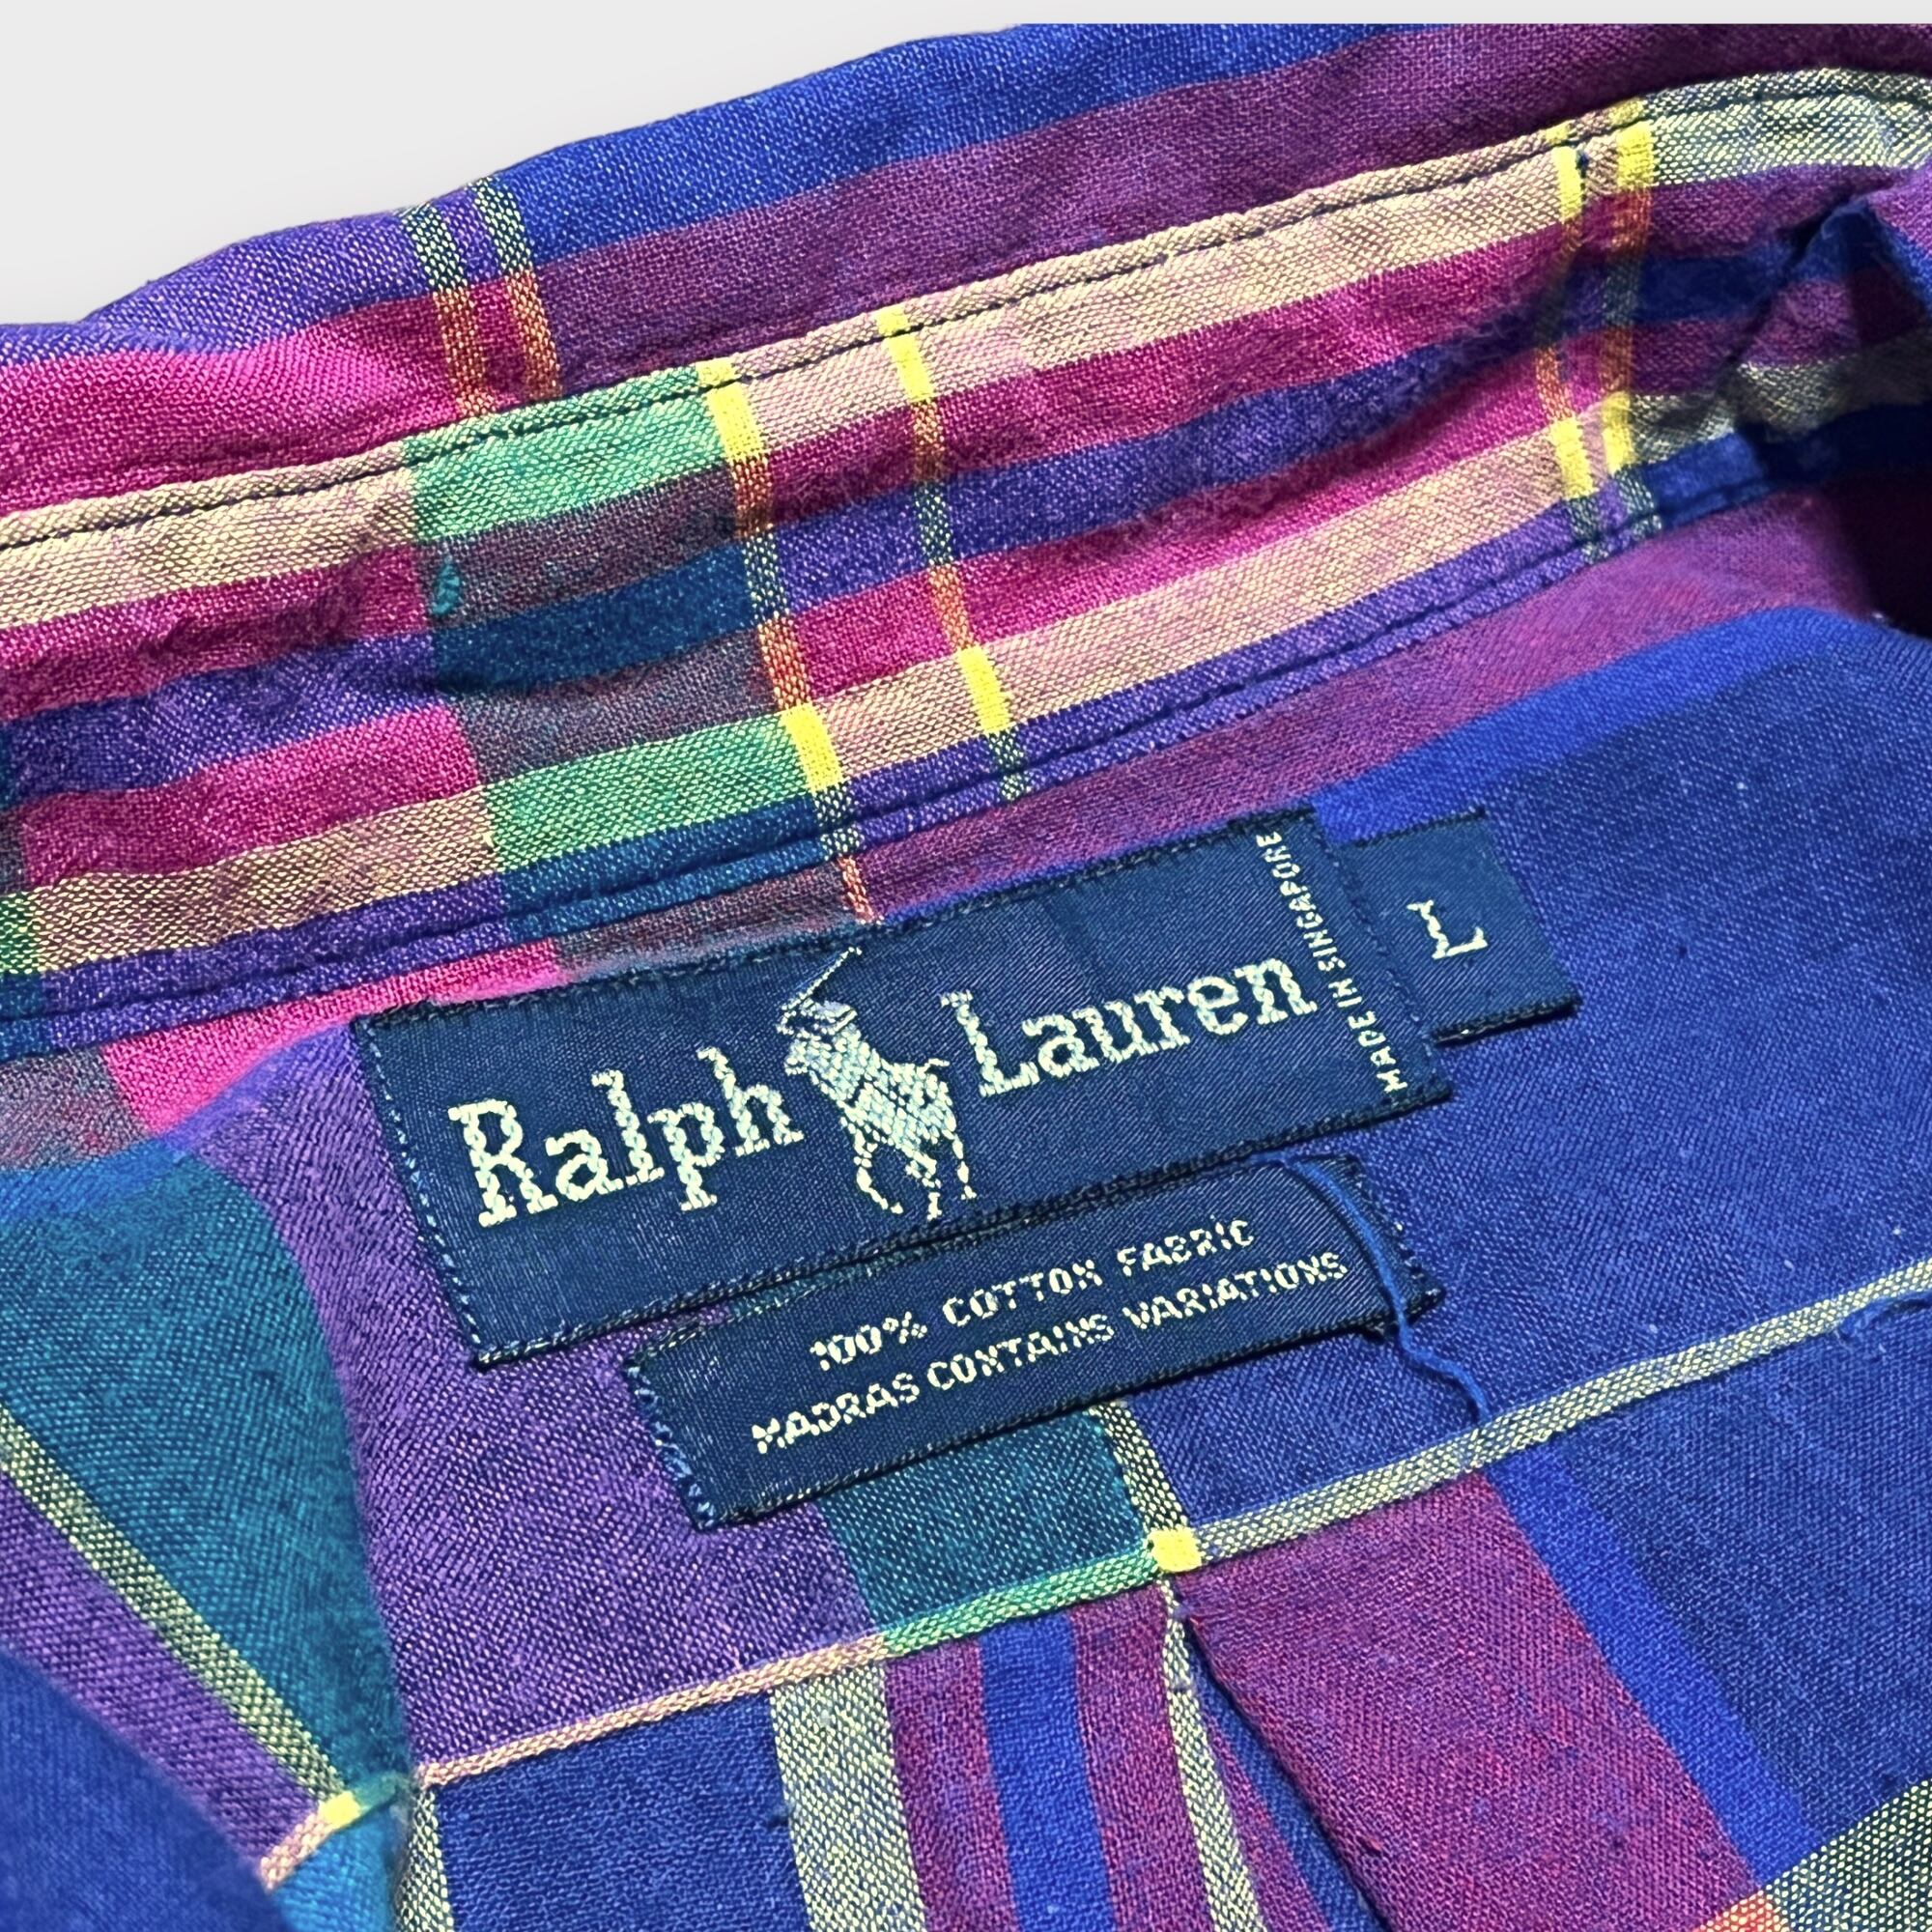 Ralph Lauren
MADE IN SINGAPORE
L
100% COTTON FABRIC
MADRAS CONTAINS VARIATIONS